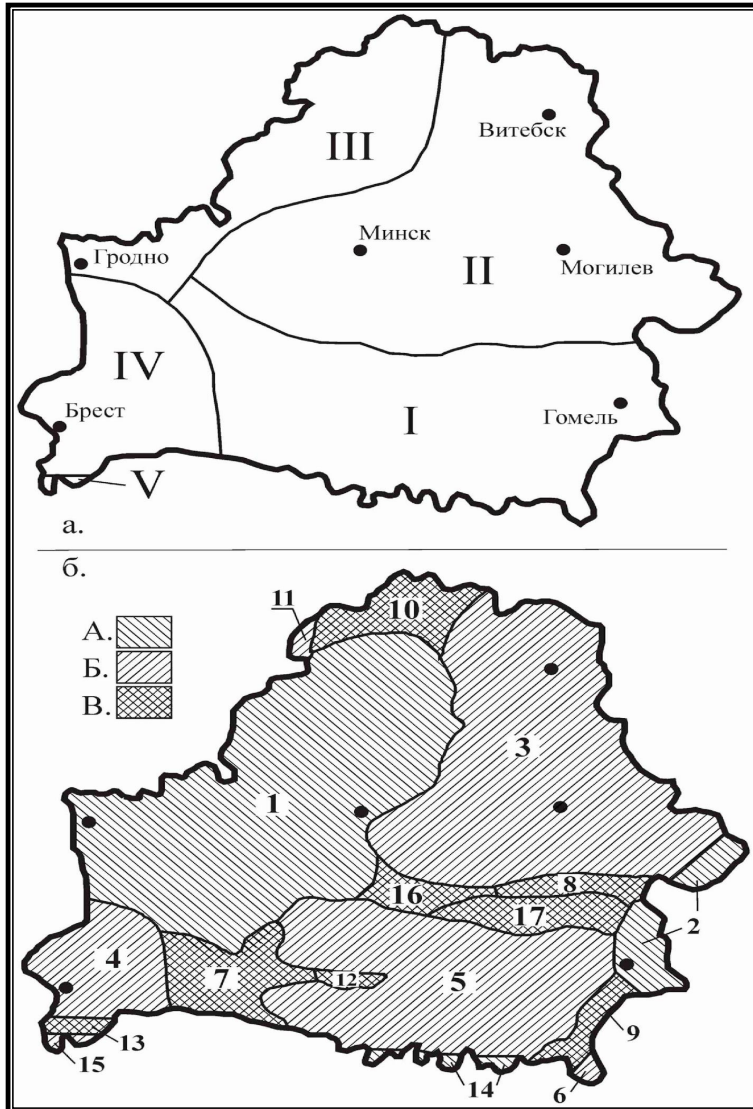 Витебск
III
Минск
Гродно
II
Могилев
IV
Брест
I
Гомель
V
а.
б.
11
10
А.
Б.
В.
3
1
16
8
17
2
4
7
12
5
9
13
15
14
6